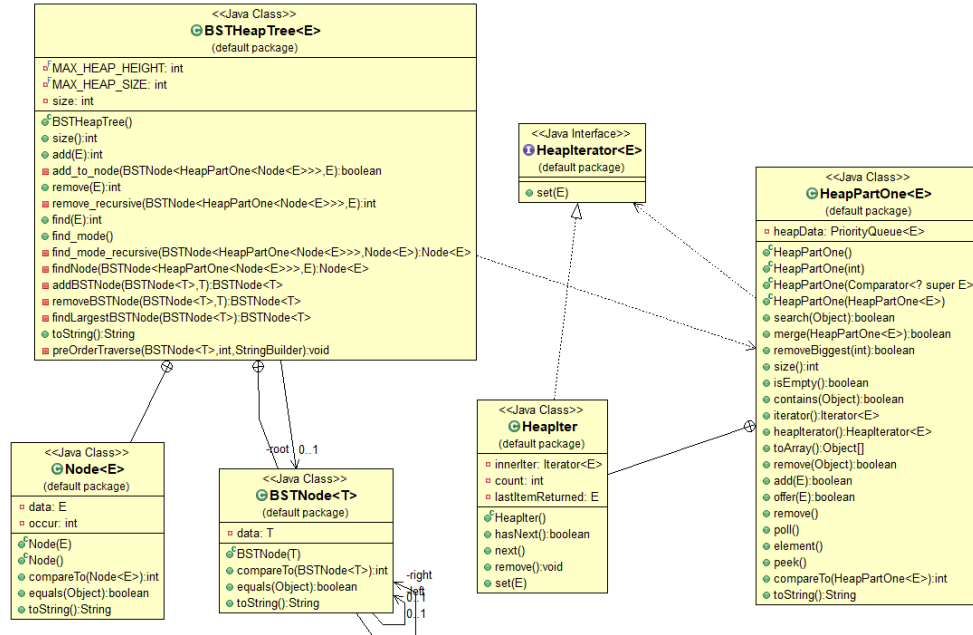 <<Java Class>>
BSTHeapTree<E>
(default package)
MAX_HEAP_HEIGHT: int
MAX_HEAP_SIZE: int
size: int
BSTHeapTree()
size():int
add(E):int
add_to_node(BSTNode<HeapPartOne<Node<E>>>,E):boolean
remove(E):int
remove_recursive(BSTNode<HeapPartOne<Node<E>>>,E):int
find(E):int
find_mode()
find_mode_recursive(BSTNode<HeapPartOne<Node<E>>>,Node<E>):Node<E>
findNode(BSTNode<HeapPartOne<Node<E>>>,E):Node<E>
addBSTNode(BSTNode<T>,T):BSTNode<T>
removeBSTNode(BSTNode<T>,T):BSTNode<T>
findLargestBSTNode(BSTNode<T>):BSTNode<T>
toString():String
preOrderTraverse(BSTNode<T>,int,StringBuilder):void
<<Java Interface>>
HeapIterator<E>
(default package)
set(E)
<<Java Class>>
HeapPartOne<E>
(default package)
heapData: PriorityQueue<E>
HeapPartOne()
HeapPartOne(int)
HeapPartOne(Comparator<? super E>)
HeapPartOne(HeapPartOne<E>)
search(Object):boolean
merge(HeapPartOne<E>):boolean
removeBiggest(int):boolean
size():int
isEmpty():boolean
contains(Object):boolean
iterator():Iterator<E>
heapIterator():HeapIterator<E>
toArray():Object[]
remove(Object):boolean
add(E):boolean
offer(E):boolean
remove()
poll()
element()
peek()
compareTo(HeapPartOne<E>):int
toString():String
<<Java Class>>
Node<E>
(default package)
data: E
occur: int
Node(E)
Node()
compareTo(Node<E>):int
equals(Object):boolean
toString():String
-root 0..1
<<Java Class>>
BSTNode<T>
(default package)
data: T
BSTNode(T)
compareTo(BSTNode<T>):int
equals(Object):boolean
toString():String
-right
-left
0..1
0..1
<<Java Class>>
HeapIter
(default package)
innerIter: Iterator<E>
count: int
lastItemReturned: E
HeapIter()
hasNext():boolean
next()
remove():void
set(E)